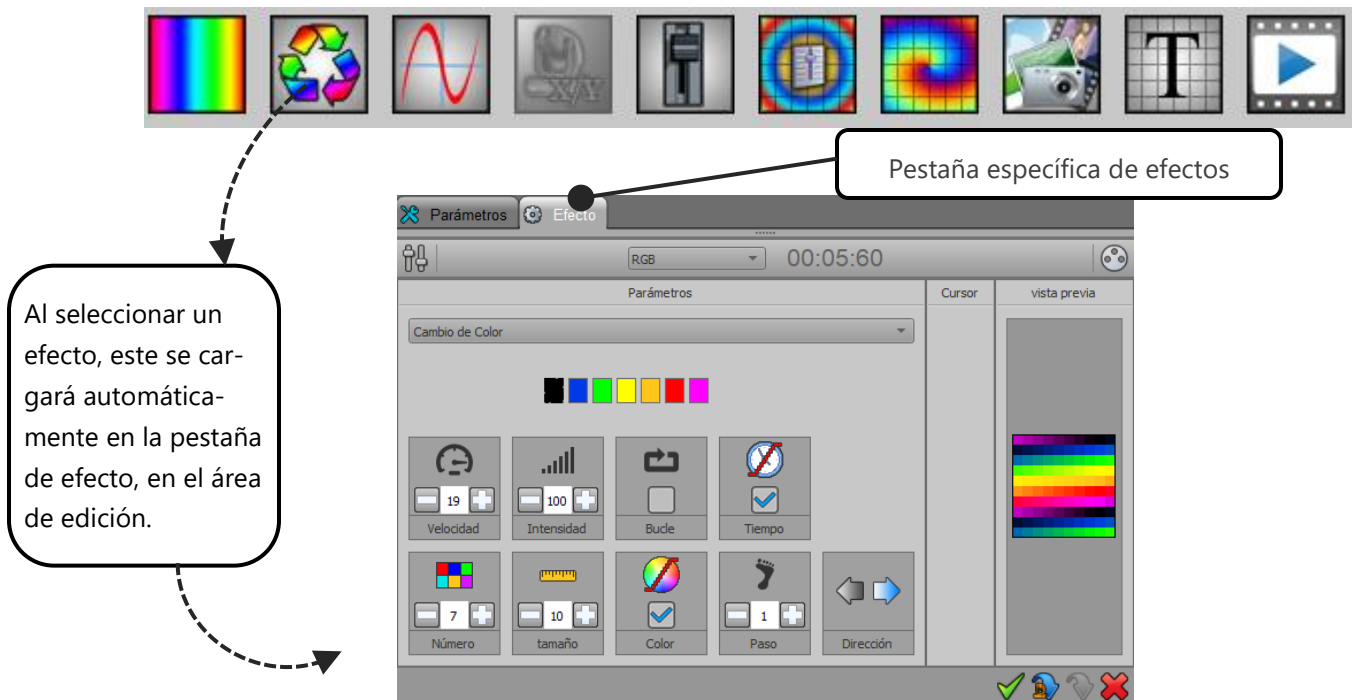 X/Y
T
Pestaña específica de efectos
Parámetros
Efecto
RGB
00:05:60
Parámetros
Cursor
vista previa
Al seleccionar un
efecto, este se car-
gará automática-
mente en la pestaña
de efecto, en el área
de edición.
Cambio de Color
19
100
Velocidad
Intensidad
Bucle
Tiempo
7
10
1
Número
tamaño
Color
Paso
Dirección